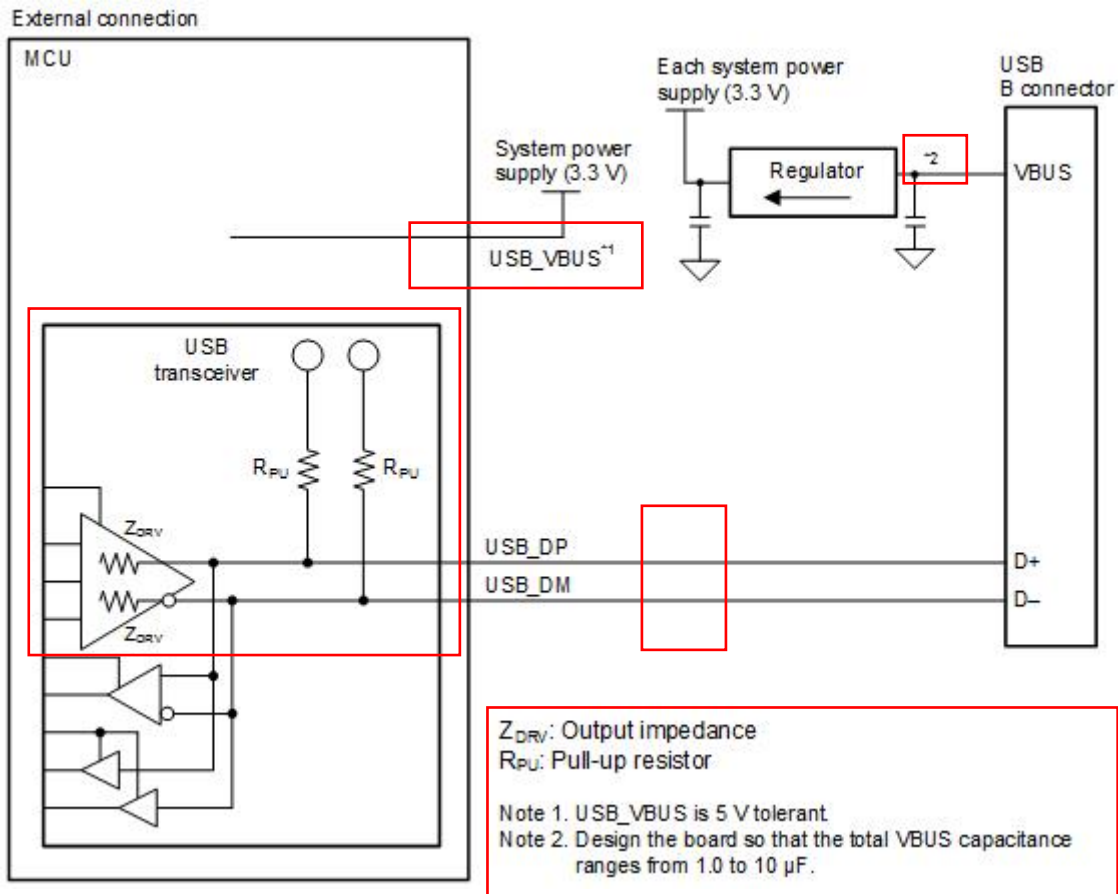 External connection
MCU
Each system power
supply (3.3 V)
USB
B connector
System power
supply (3.3 V)
Regulator
*2
VBUS
USB_VBUS*1
USB
transceiver
RPU
RPU
ZDRV
ZDRV
USB_DP
USB_DM
D+
D–
ZDRV: Output impedance
RPU: Pull-up resistor
Note 1. USB_VBUS is 5 V tolerant.
Note 2. Design the board so that the total VBUS capacitance
ranges from 1.0 to 10 µF.